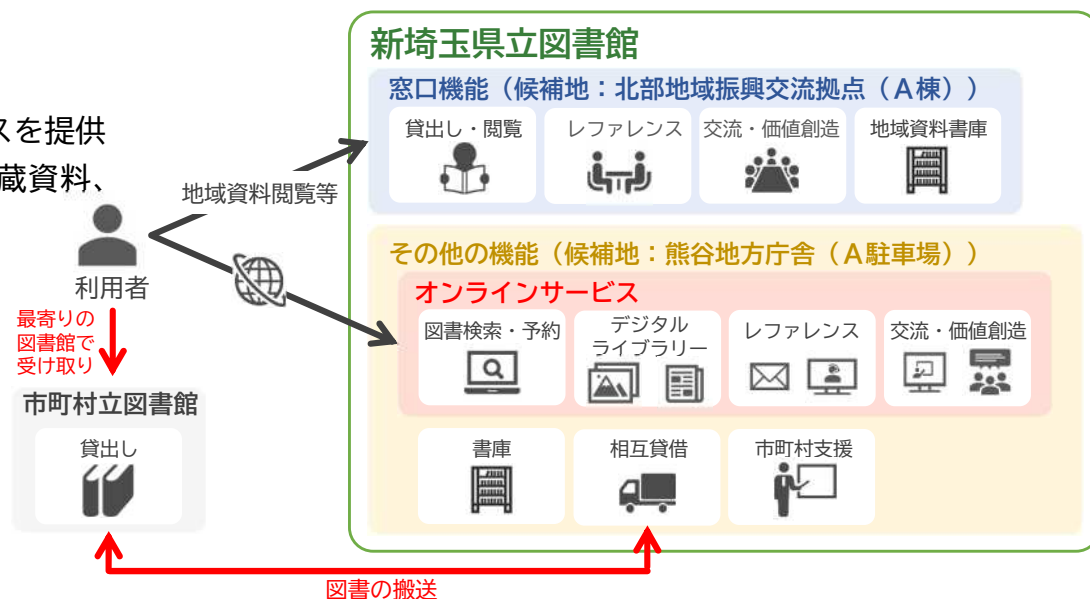 新埼玉県立図書館
窓口機能（候補地：北部地域振興交流拠点（A棟））
貸出し・閲覧
レファレンス
交流・価値創造
地域資料書庫
スを提供
蔵資料、
地域資料閲覧等
利用者
その他の機能（候補地：熊谷地方庁舎（A駐車場））
オンラインサービス
図書検索・予約
デジタル
ライブラリー
レファレンス
交流・価値創造
最寄りの
図書館で
受け取り
市町村立図書館
貸出し
書庫
相互貸借
市町村支援
図書の搬送